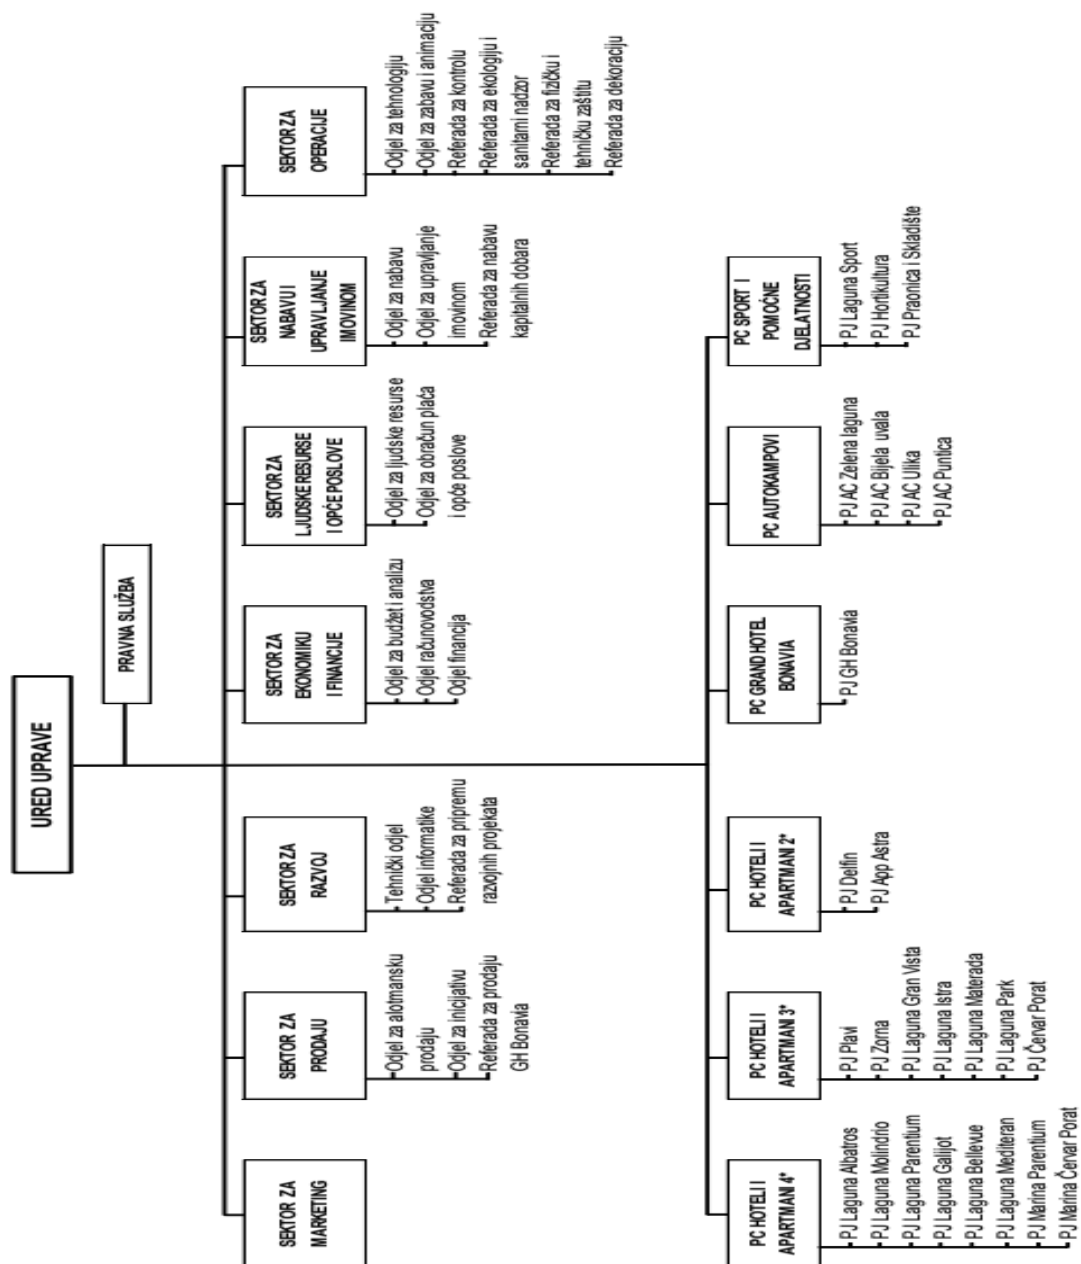 URED UPRAVE
PRAVNA SLUŽBA
SEKTOR ZA
MARKETING
SEKTOR ZA
PRODAJU
Odjel za alotmansku
prodaju
Odjel za inicijativu
Referada za prodaju
GH Bonavia
SEKTOR ZA
RAZVOJ
Tehnički odjel
Odjel informatike
Referada za pripremu
razvojnih projekata
SEKTOR ZA
EKONOMIKU
I FINANCIJE
Odjel za budžet i analizu
Odjel računovodstva
Odjel financija
SEKTOR ZA
LJUDSKE RESURSE
I OPĆE POSLOVE
Odjel za ljudske resurse
Odjel za obračun plaća
i opće poslove
SEKTOR ZA
NABAVU I
UPRAVLJANJE
IMOVINOM
Odjel za nabavu
Odjel za upravljanje
imovinom
Referada za nabavu
kapitalnih dobara
SEKTOR ZA
OPERACIJE
Odjel za tehnologiju
Odjel za zabavu i animaciju
Referada za kontrolu
Referada za ekologiju i
sanitarni nadzor
Referada za fizičku i
tehničku zaštitu
Referada za dekoraciju
PC HOTELI I
APARTMANI 4*
PJ Laguna Albatros
PJ Laguna Molindrio
PJ Laguna Parentium
PJ Laguna Galijot
PJ Laguna Bellevue
PJ Laguna Mediteran
PJ Marina Parentium
PJ Marina Červar Porat
PC HOTELI I
APARTMANI 3*
PJ Plavi
PJ Zorna
PJ Laguna Gran Vista
PJ Laguna Istra
PJ Laguna Materada
PJ Laguna Park
PJ Červar Porat
PC HOTELI I
APARTMANI 2*
PJ Delfin
PJ App Astra
PC GRAND HOTEL
BONAVIA
PJ GH Bonavia
PC AUTOKAMPOVI
PJ AC Zelena laguna
PJ AC Bijela uvala
PJ AC Ulika
PJ AC Puntica
PC SPORT I
POMOĆNE
DJELATNOSTI
PJ Laguna Sport
PJ Hortikultura
PJ Praonica i Skladište